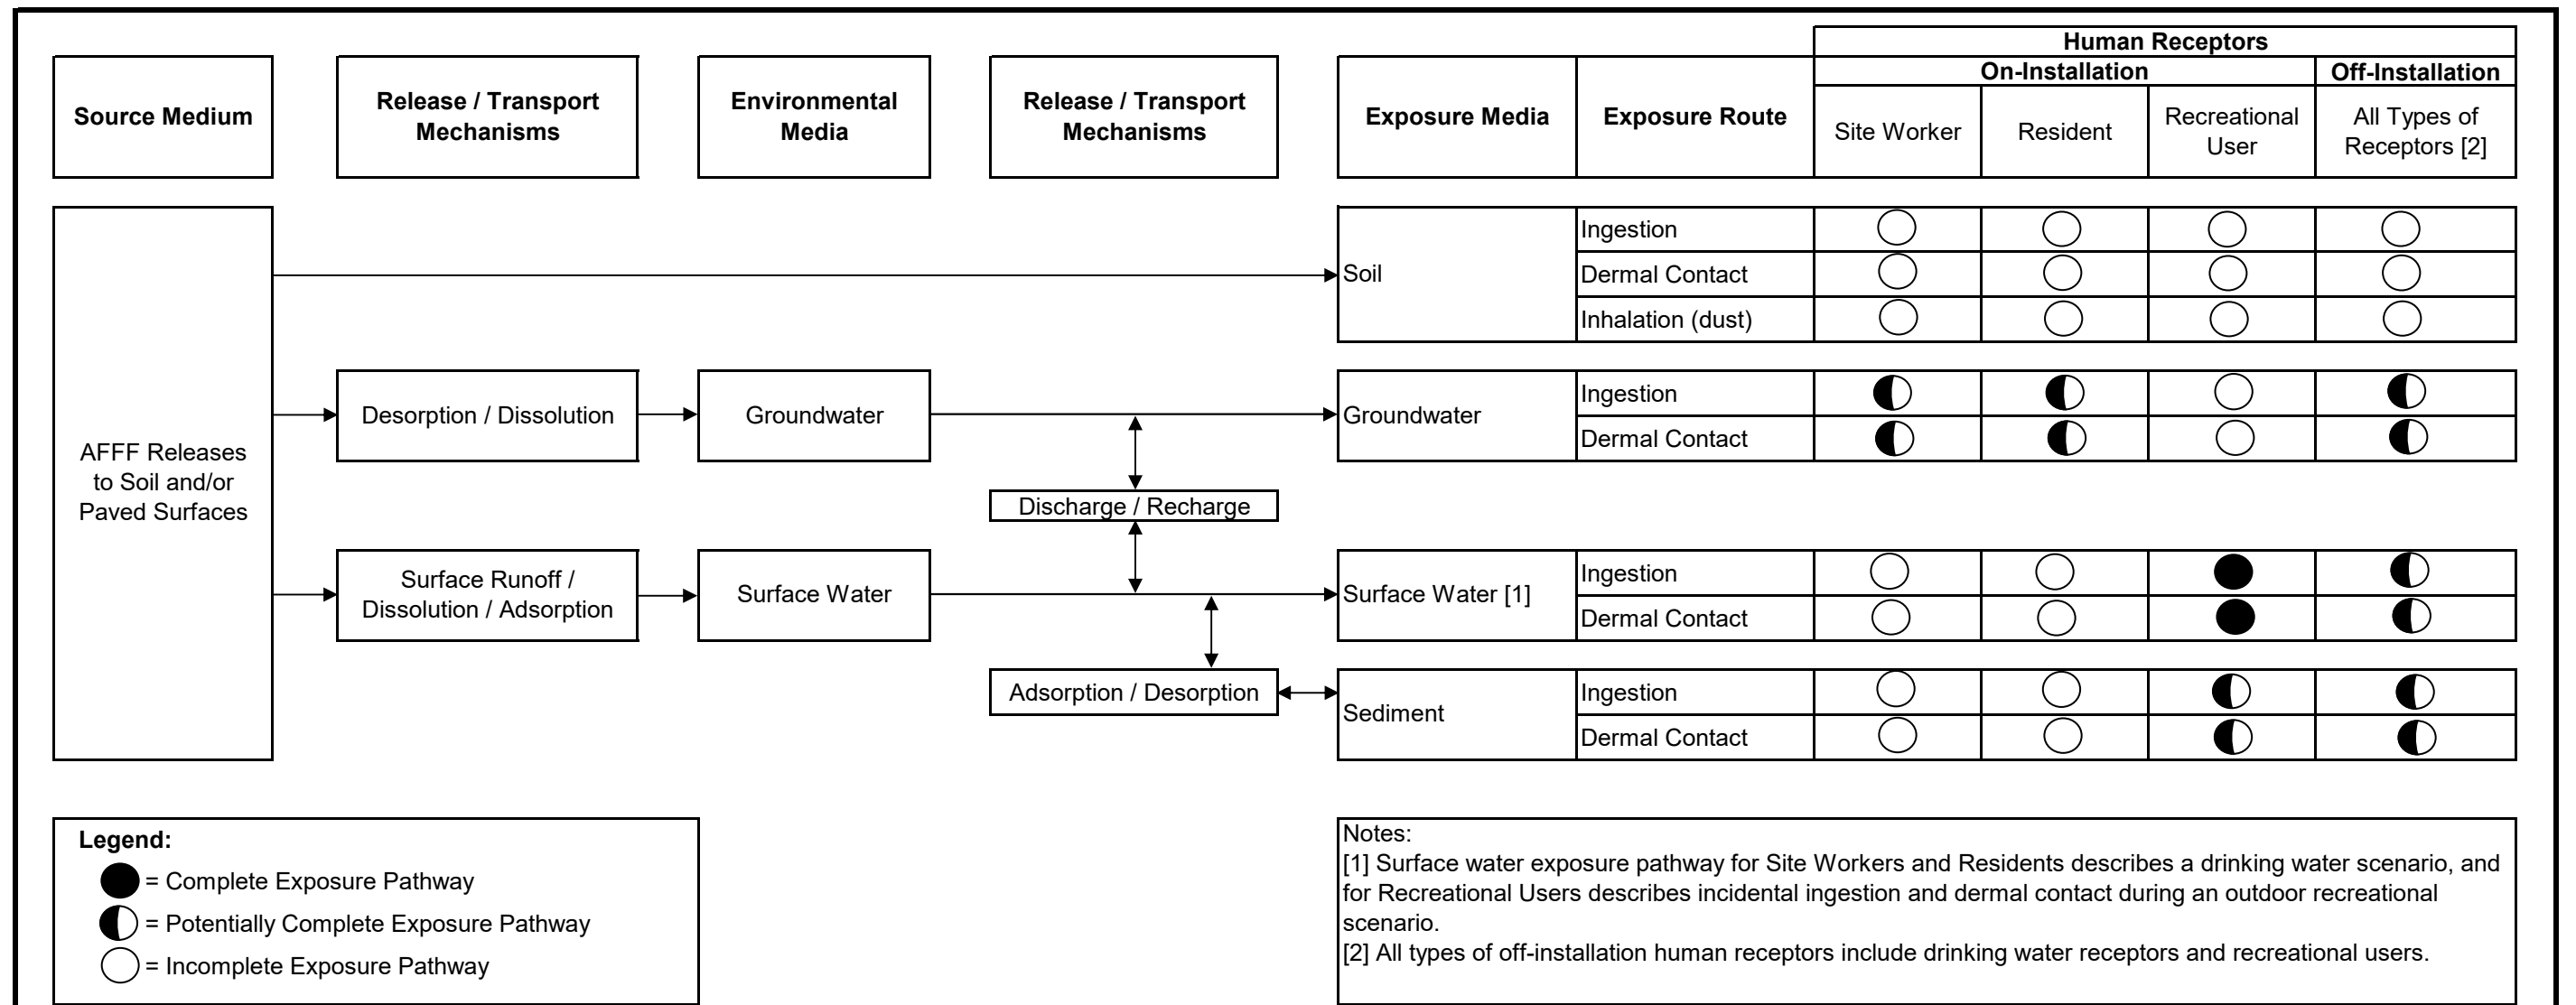 Human Receptors
On-Installation
Off-Installation
Source Medium
Release / Transport
Mechanisms
Environmental
Media
Release / Transport
Mechanisms
Exposure Media
Exposure Route
Site Worker
Resident
Recreational
User
All Types of
Receptors [2]
AFFF Releases
to Soil and/or
Paved Surfaces
Soil
Ingestion
Dermal Contact
Inhalation (dust)
Desorption / Dissolution
Groundwater
Groundwater
Ingestion
Dermal Contact
Discharge / Recharge
Surface Runoff /
Dissolution / Adsorption
Surface Water
Surface Water [1]
Ingestion
Dermal Contact
Adsorption / Desorption
Sediment
Ingestion
Dermal Contact
Legend:
= Complete Exposure Pathway
= Potentially Complete Exposure Pathway
= Incomplete Exposure Pathway
Notes:
[1] Surface water exposure pathway for Site Workers and Residents describes a drinking water scenario, and
for Recreational Users describes incidental ingestion and dermal contact during an outdoor recreational
scenario.
[2] All types of off-installation human receptors include drinking water receptors and recreational users.